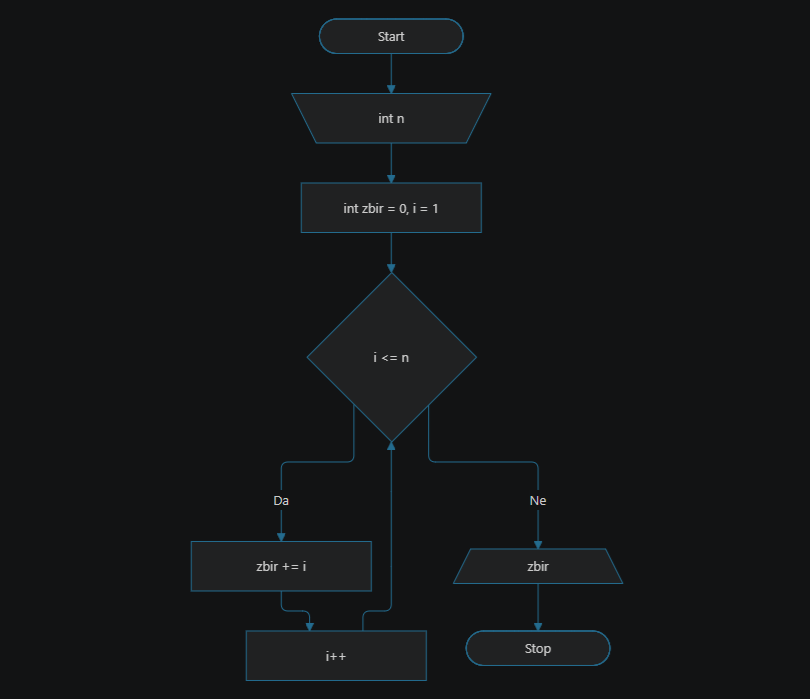 Start
int n
int zbir = 0, i = 1
i <= n
Da
Ne
zbir += i
zbir
i++
Stop